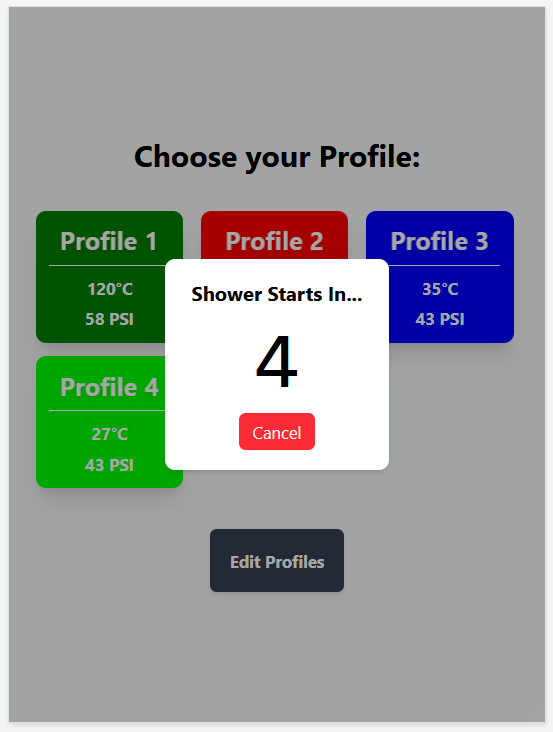 Choose your Profile:
Profile 1
120°C
58 PSI
Profile 2
Profile 3
35°C
43 PSI
Shower Starts In...
4
Cancel
Profile 4
27°C
43 PSI
Edit Profiles